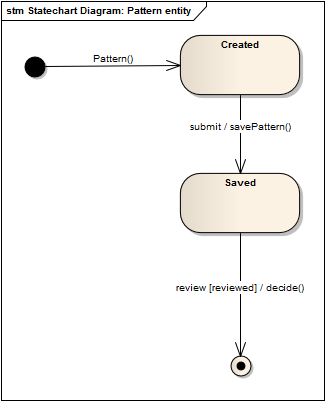 stm Statechart Diagram: Pattern entity
Created
Pattern()
submit / savePattern()
Saved
review [reviewed] / decide()